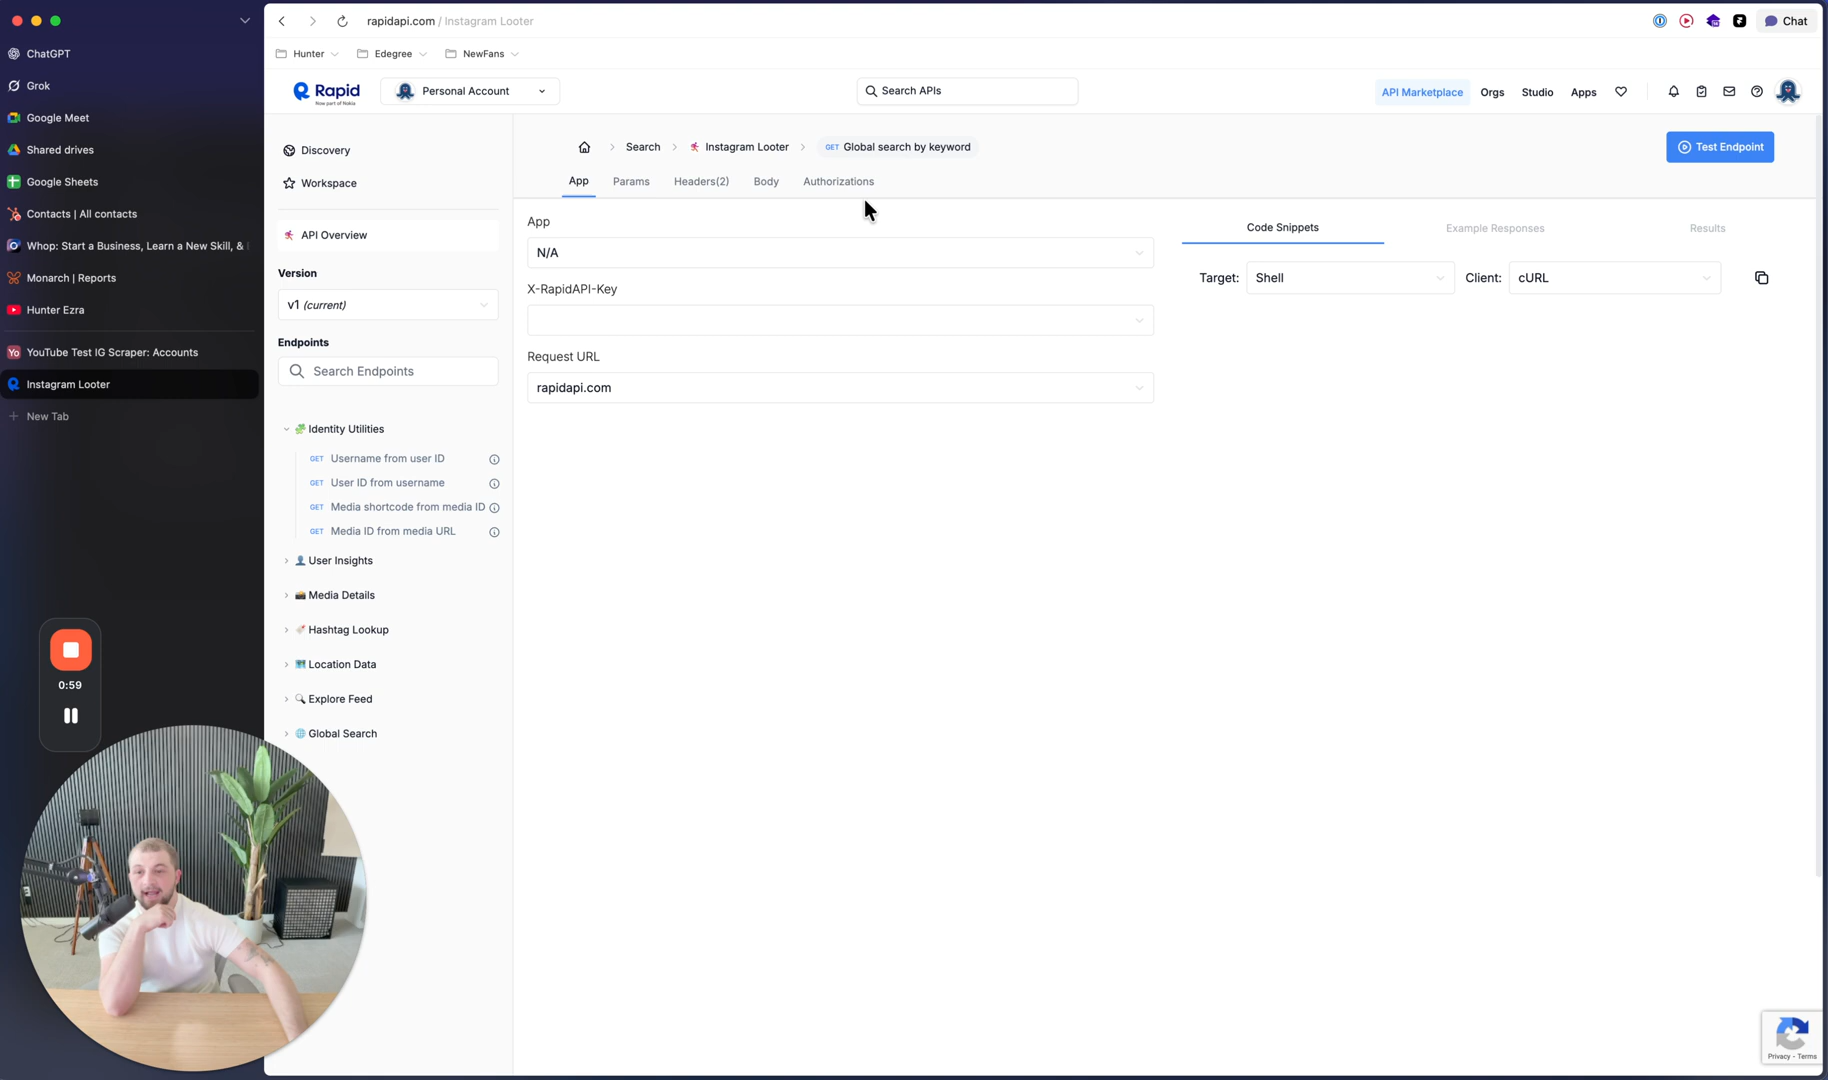 rapidapi.com / Instagram Looter
Chat
ChatGPT
Grok
Google Meet
Shared drives
Google Sheets
Contacts | All contacts
Whop: Start a Business, Learn a New Skill, &
Monarch | Reports
Hunter Ezra
YouTube Test IG Scraper: Accounts
Instagram Looter
New Tab
0:59
Hunter
Edegree
NewFans
Rapid
Now part of Nokia
Personal Account
Search APIs
API Marketplace
Orgs
Studio
Apps
Discovery
Workspace
API Overview
Version
v1 (current)
Endpoints
Search Endpoints
Identity Utilities
GET Username from user ID
GET User ID from username
GET Media shortcode from media ID
GET Media ID from media URL
User Insights
Media Details
Hashtag Lookup
Location Data
Explore Feed
Global Search
Search
Instagram Looter
GET Global search by keyword
Test Endpoint
App
Params
Headers(2)
Body
Authorizations
App
N/A
X-RapidAPI-Key
Request URL
rapidapi.com
Code Snippets
Example Responses
Results
Target:
Shell
Client:
cURL
Privacy - Terms